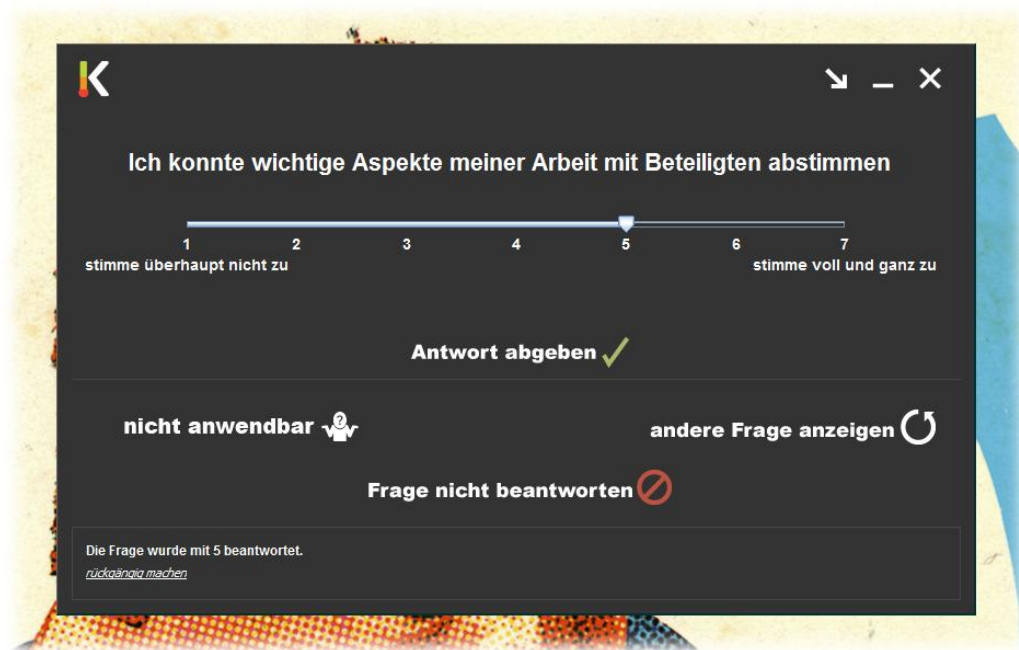 K
Ich konnte wichtige Aspekte meiner Arbeit mit Beteiligten abstimmen
1 2 3 4 5 6 7
stimme überhaupt nicht zu stimme voll und ganz zu
Antwort abgeben
nicht anwendbar ? andere Frage anzeigen
Frage nicht beantworten
Die Frage wurde mit 5 beantwortet.
rückgängig machen